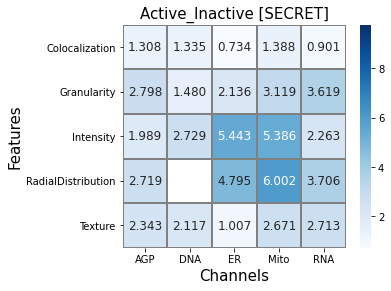 Active_Inactive [SECRET]
Features
Colocalization 1.308 1.335 0.734 1.388 0.901
Granularity 2.798 1.480 2.136 3.119 3.619
Intensity 1.989 2.729 5.443 5.386 2.263
RadialDistribution 2.719 4.795 6.002 3.706
Texture 2.343 2.117 1.007 2.671 2.713
AGP DNA ER Mito RNA
Channels
8
6
4
2